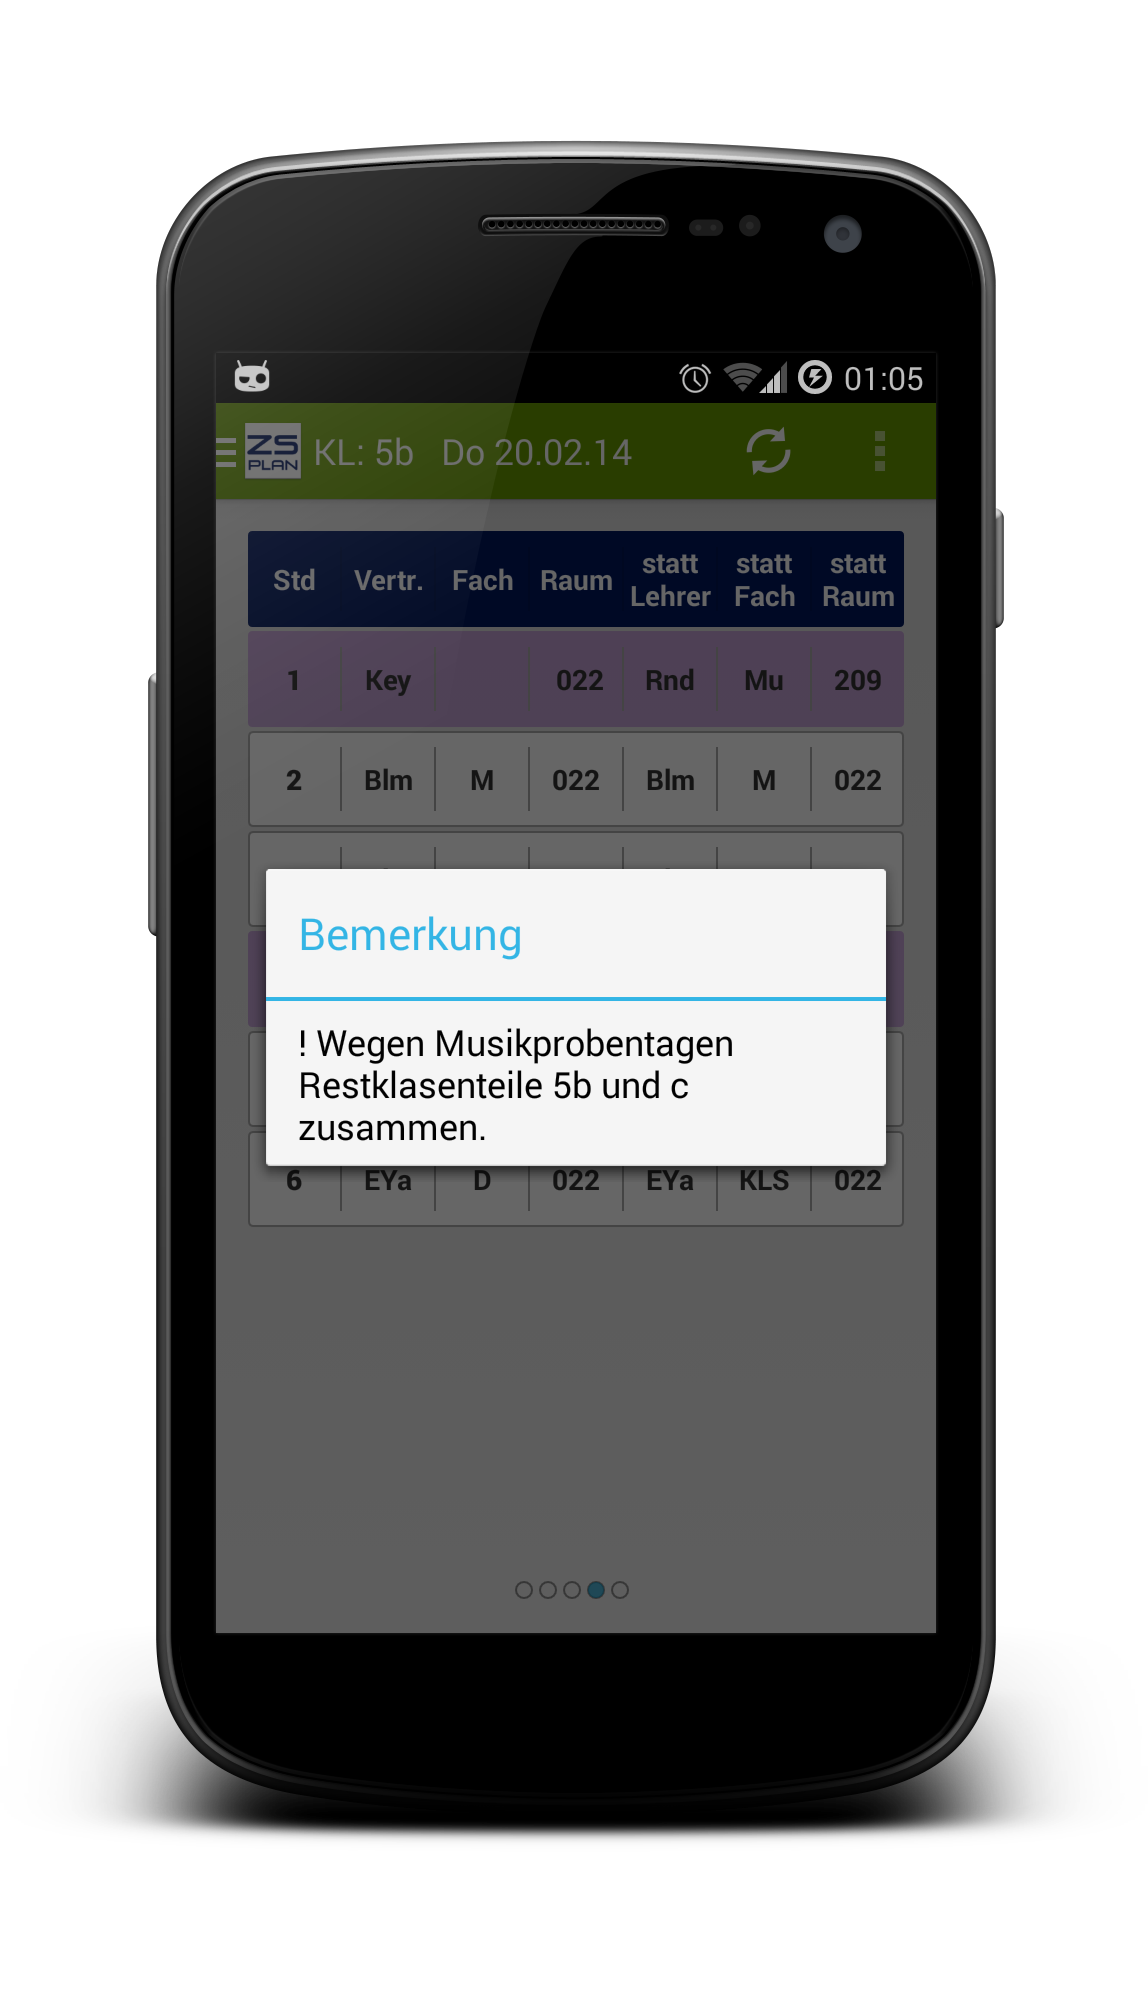 01:05
ZS PLAN KL: 5b Do 20.02.14
Std Vertr. Fach Raum statt Lehrer statt Fach statt Raum
1 Key 022 Rnd Mu 209
2 Blm M 022 Blm M 022
Bemerkung
! Wegen Musikprobentagen
Restklasenteile 5b und c
zusammen.
6 EYa D 022 EYa KLS 022